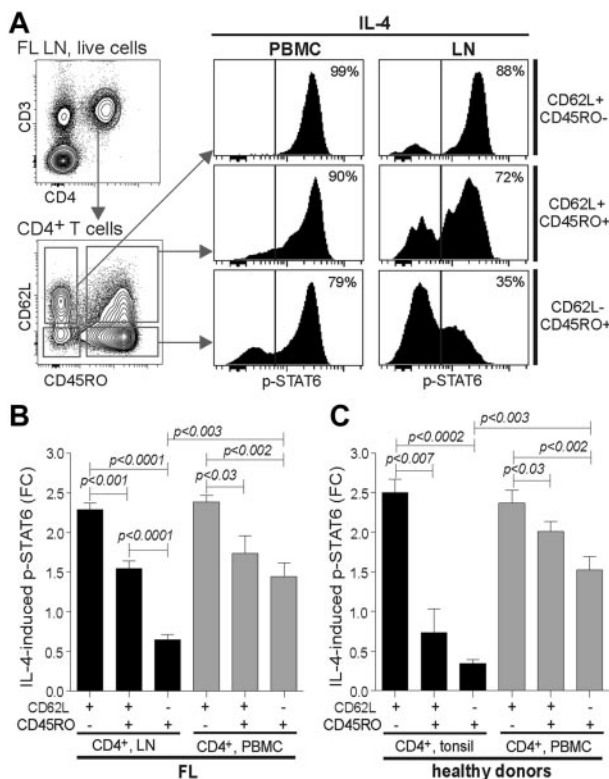 A
IL-4
FL LN, live cells
PBMC
LN
CD3
CD4
99%
88%
CD62L+
CD45RO-
90%
72%
CD62L+
CD45RO+
CD4+ T cells
CD62L
CD45RO
79%
35%
CD62L-
CD45RO+
p-STAT6
p-STAT6
B
IL-4-induced p-STAT6 (FC)
3.0
2.5
2.0
1.5
1.0
0.5
0.0
p<0.003
p<0.0001
p<0.002
p<0.001
p<0.03
p<0.0001
CD62L + + - + + -
CD45RO - + + - + +
CD4+, LN
CD4+, PBMC
FL
C
IL-4-induced p-STAT6 (FC)
3.0
2.5
2.0
1.5
1.0
0.5
0.0
p<0.003
p<0.0002
p<0.002
p<0.007
p<0.03
CD62L + + - + + -
CD45RO - + + - + +
CD4+, tonsil
CD4+, PBMC
healthy donors